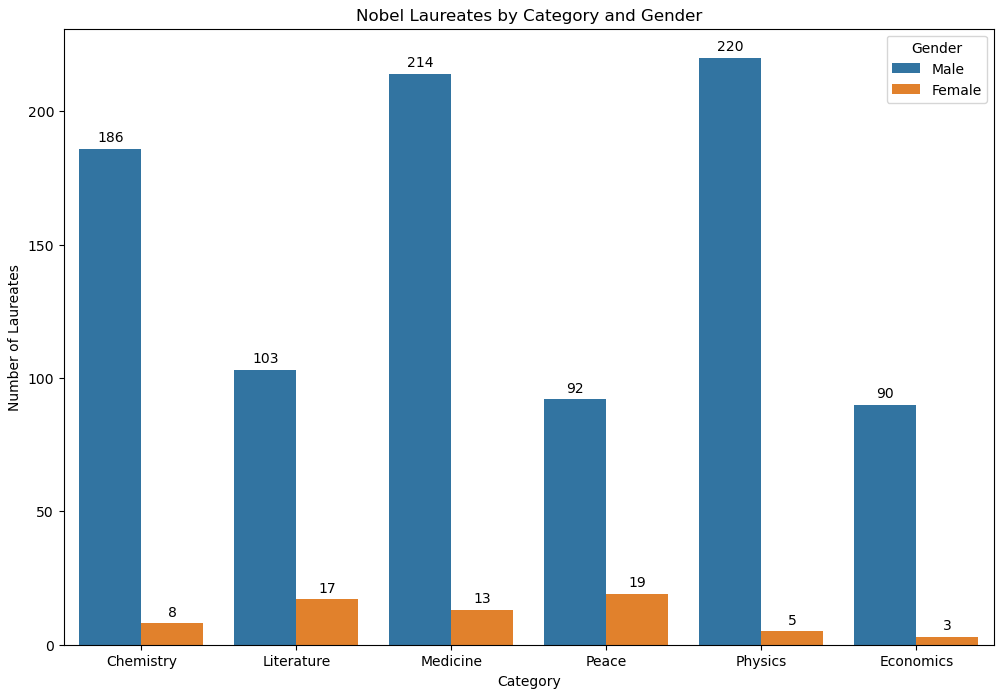 Nobel Laureates by Category and Gender
Gender
Male
Female
Number of Laureates
200
150
100
50
0
186
8
103
17
214
13
92
19
220
5
90
3
Chemistry
Literature
Medicine
Peace
Physics
Economics
Category